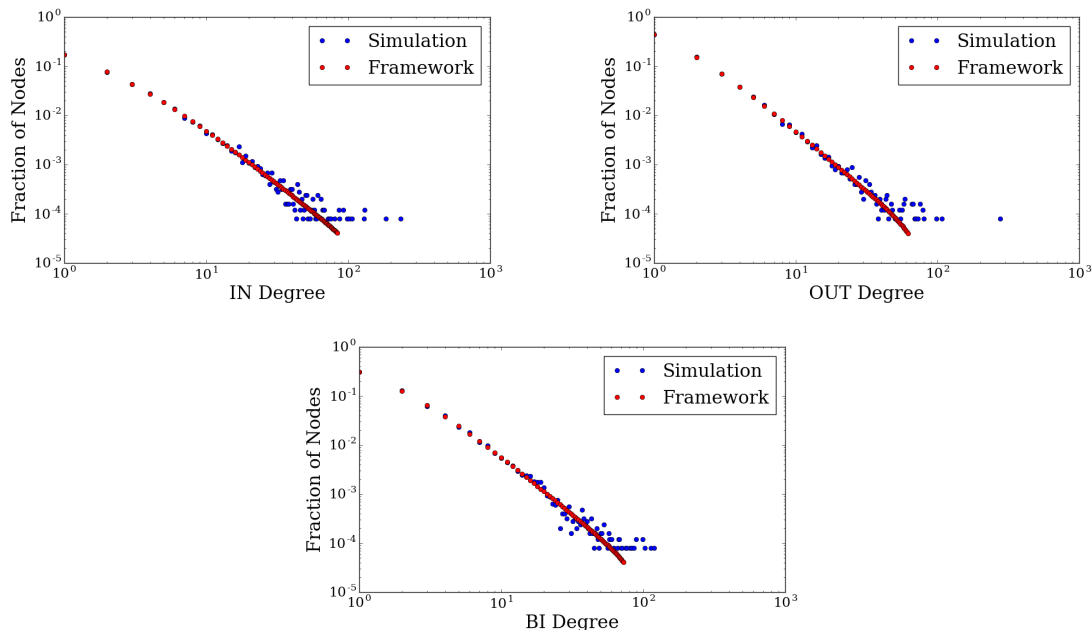 Fraction of Nodes
10^0
10^-1
10^-2
10^-3
10^-4
10^-5
Simulation
Framework
10^0 10^1 10^2 10^3
IN Degree
Fraction of Nodes
10^0
10^-1
10^-2
10^-3
10^-4
10^-5
Simulation
Framework
10^0 10^1 10^2 10^3
OUT Degree
Fraction of Nodes
10^0
10^-1
10^-2
10^-3
10^-4
10^-5
Simulation
Framework
10^0 10^1 10^2 10^3
BI Degree